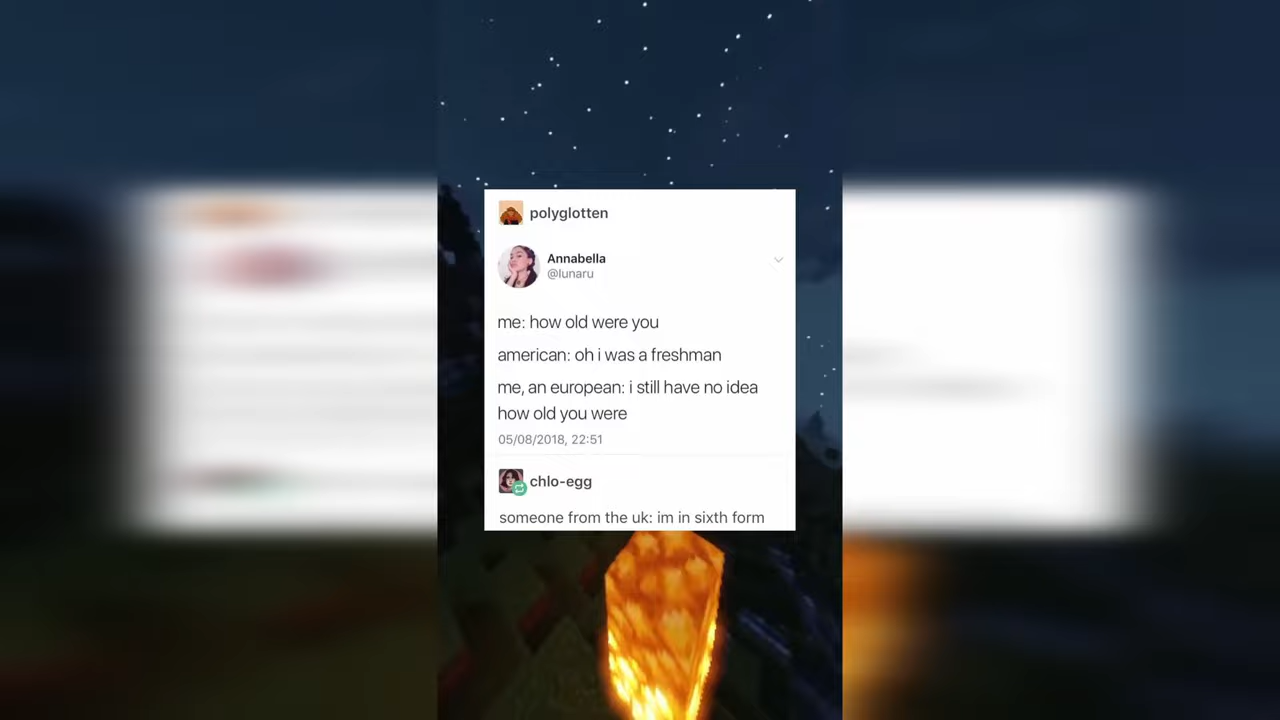 polyglotten
Annabella
@lunaru
me: how old were you
american: oh i was a freshman
me, an european: i still have no idea
how old you were
05/08/2018, 22:51
chlo-egg
someone from the uk: im in sixth form